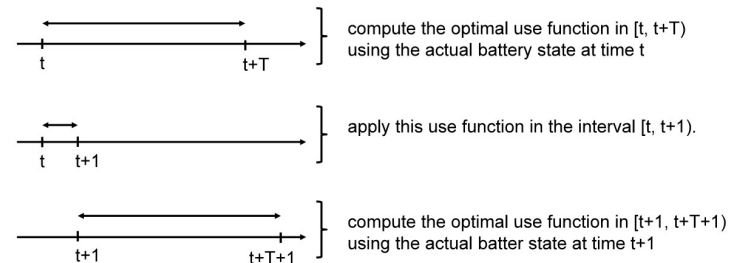 compute the optimal use function in [t, t+T)
using the actual battery state at time t
t
t+T
apply this use function in the interval [t, t+1).
t
t+1
compute the optimal use function in [t+1, t+T+1)
using the actual batter state at time t+1
t+1
t+T+1